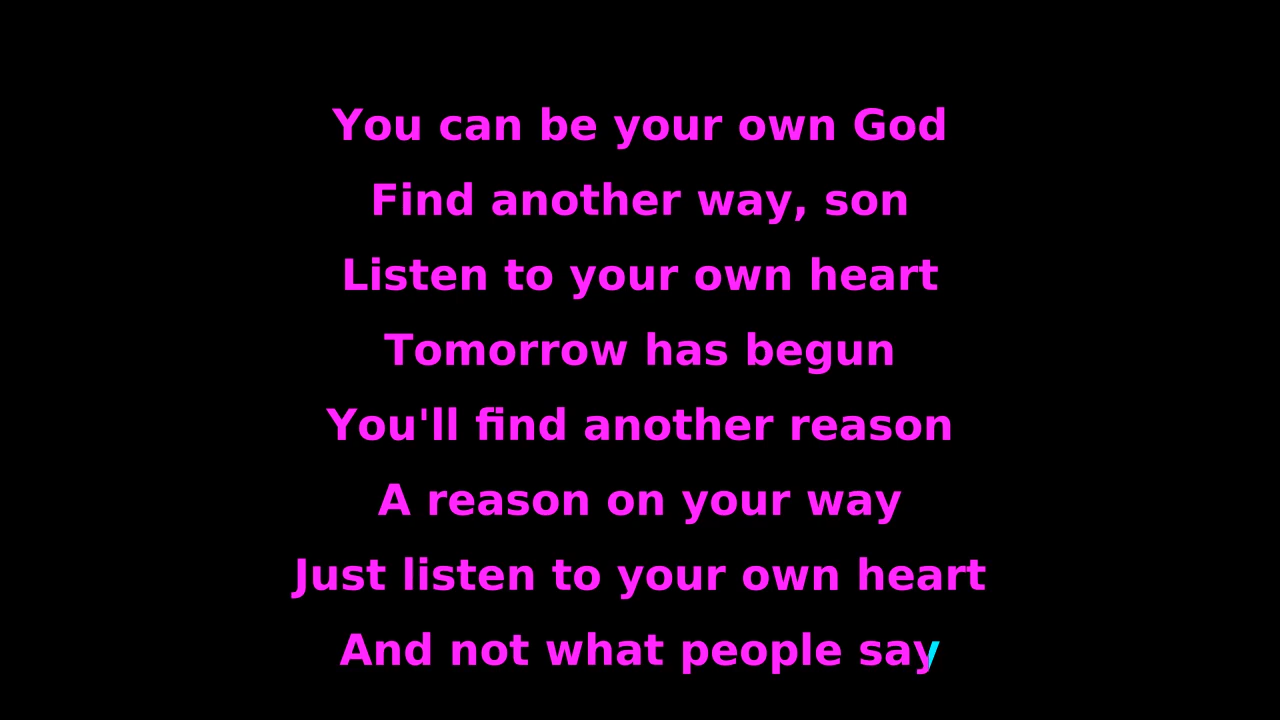 You can be your own God
Find another way, son
Listen to your own heart
Tomorrow has begun
You'll find another reason
A reason on your way
Just listen to your own heart
And not what people say